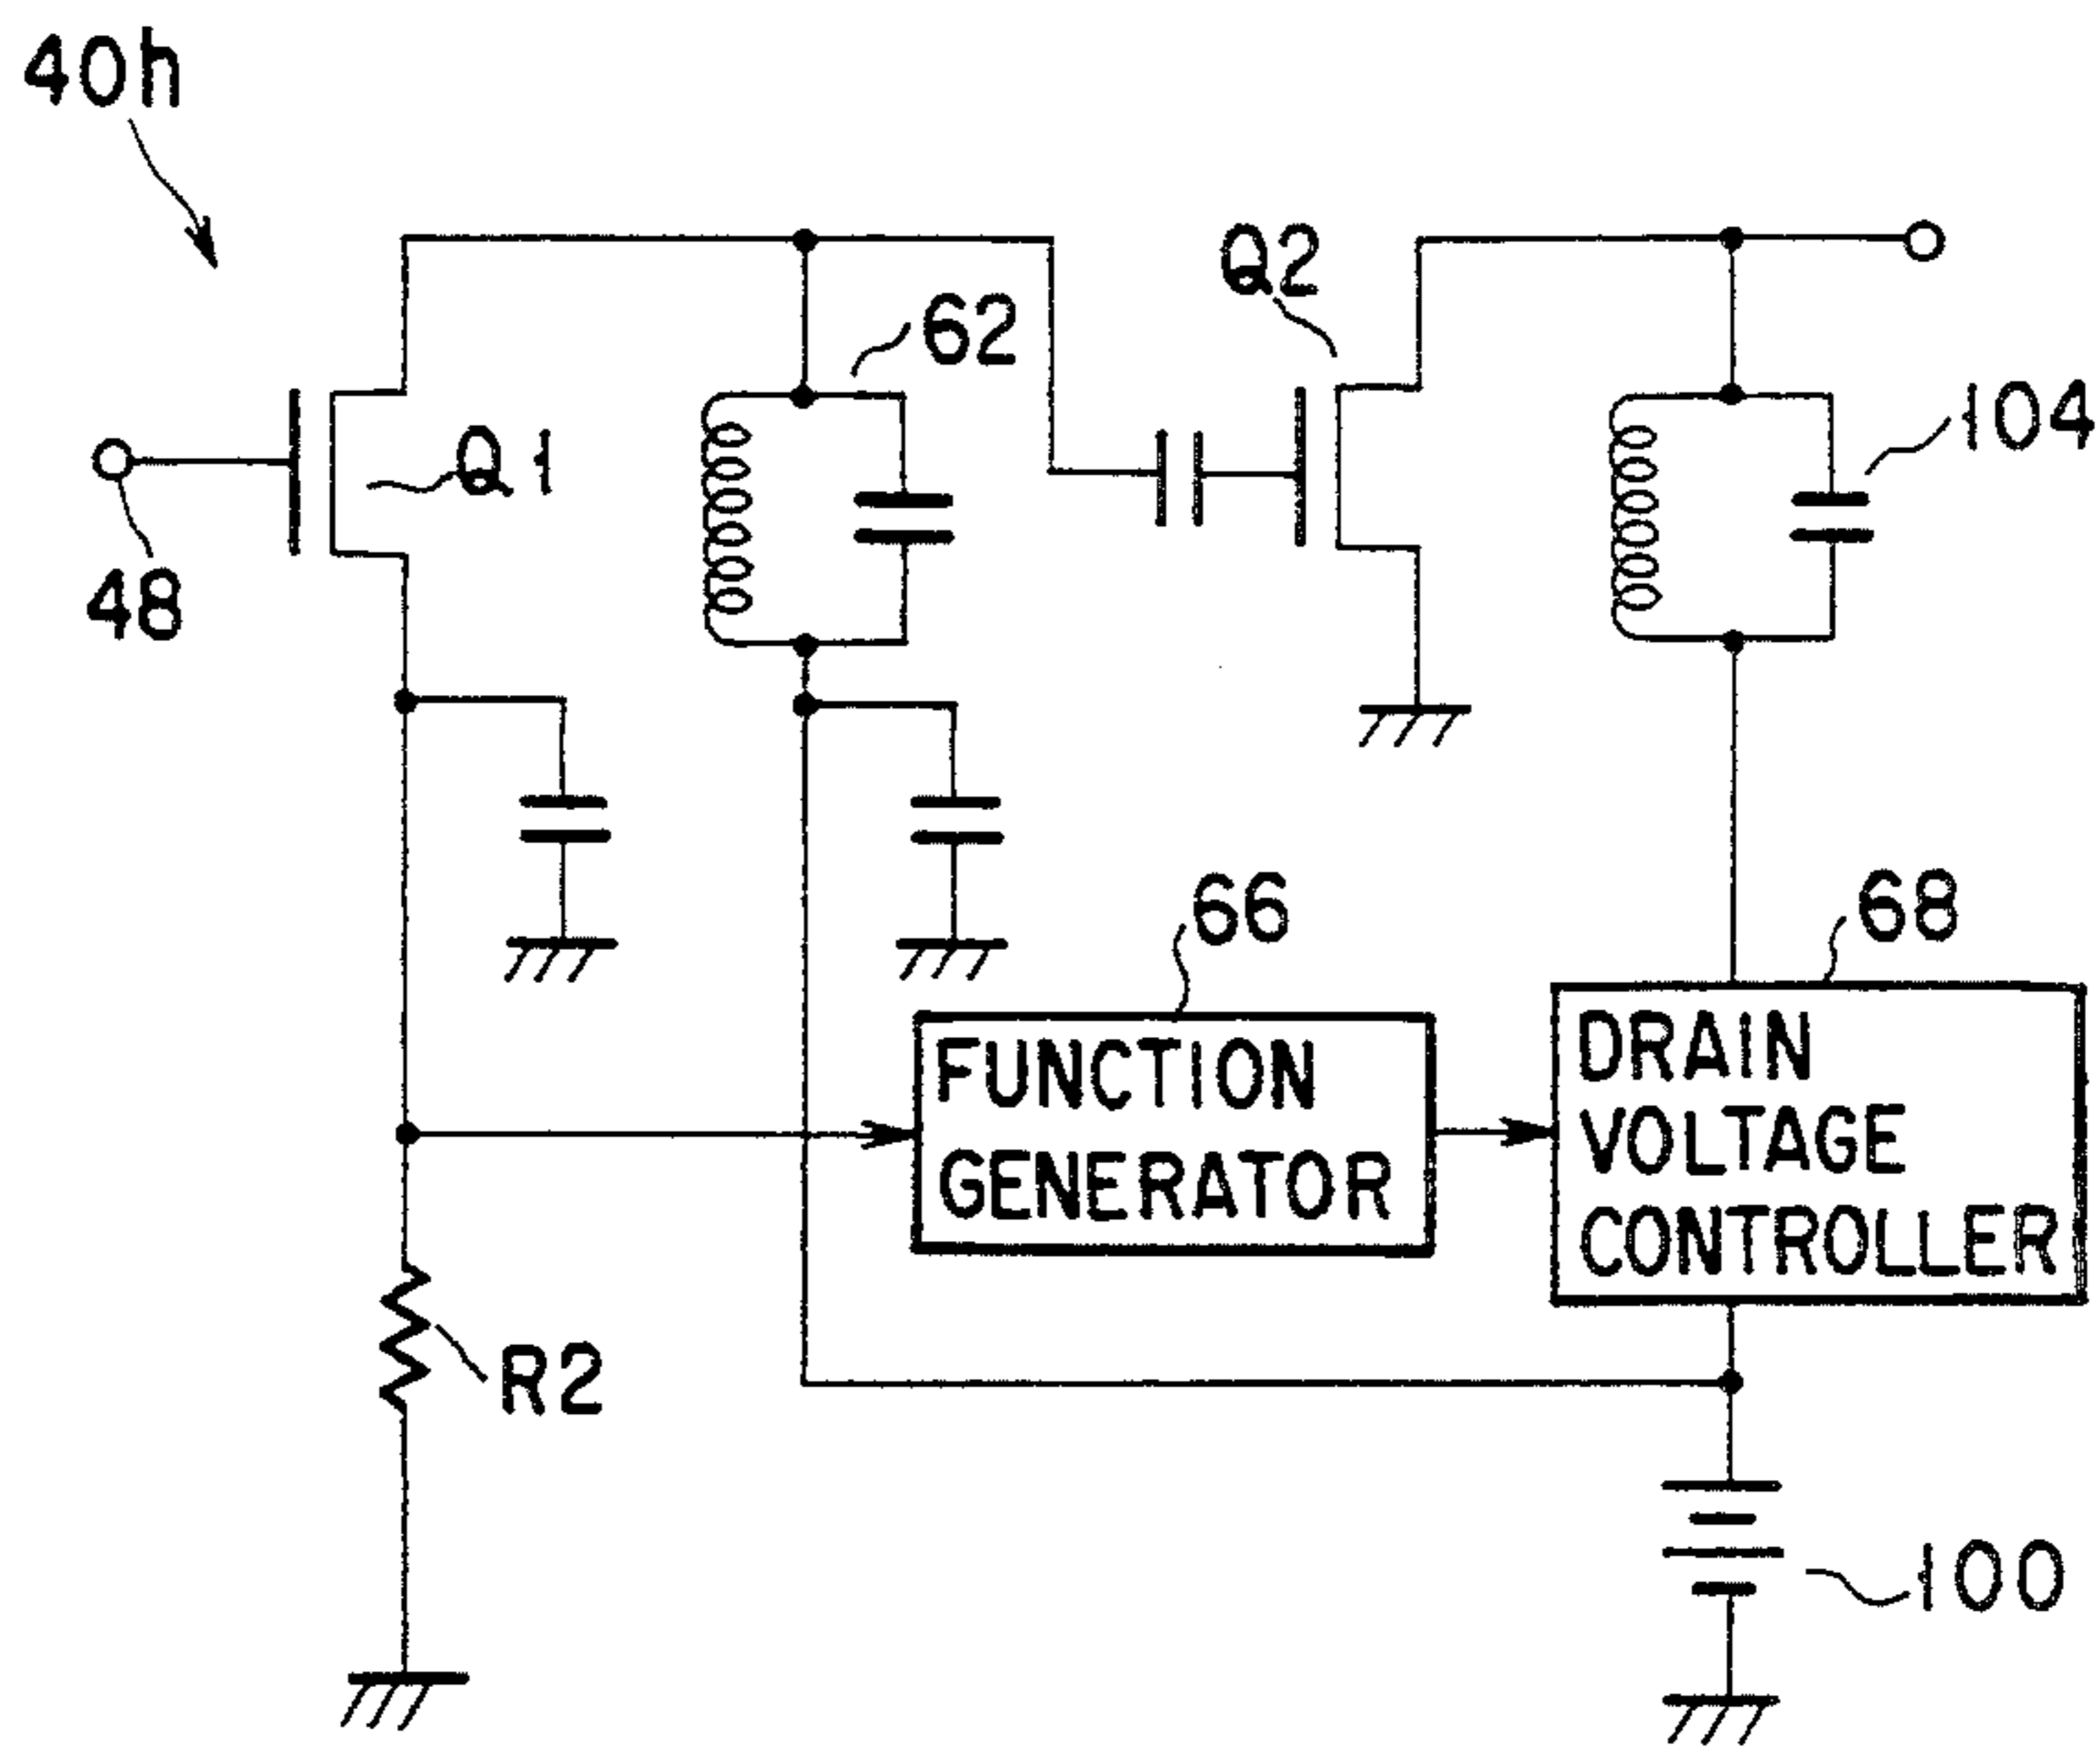 40h
Q2
62
104
Q1
48
66
68
FUNCTION
GENERATOR
DRAIN
VOLTAGE
CONTROLLER
R2
100